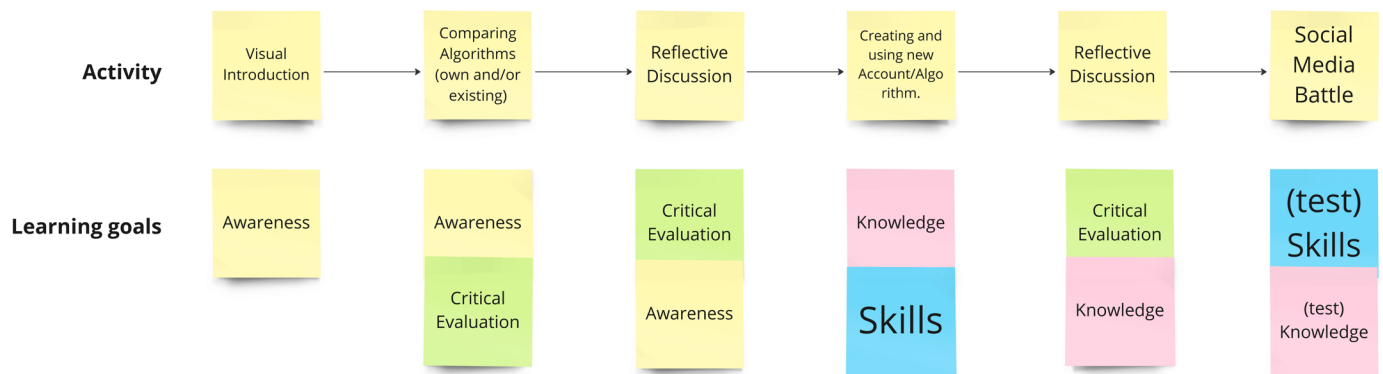 Activity
Visual
Introduction
Comparing
Algorithms
(own and/or
existing)
Reflective
Discussion
Creating and
using new
Account/Algo
rithm.
Reflective
Discussion
Social
Media
Battle
Learning goals
Awareness
Awareness
Critical
Evaluation
Critical
Evaluation
Awareness
Knowledge
Skills
Critical
Evaluation
Knowledge
(test)
Skills
(test)
Knowledge